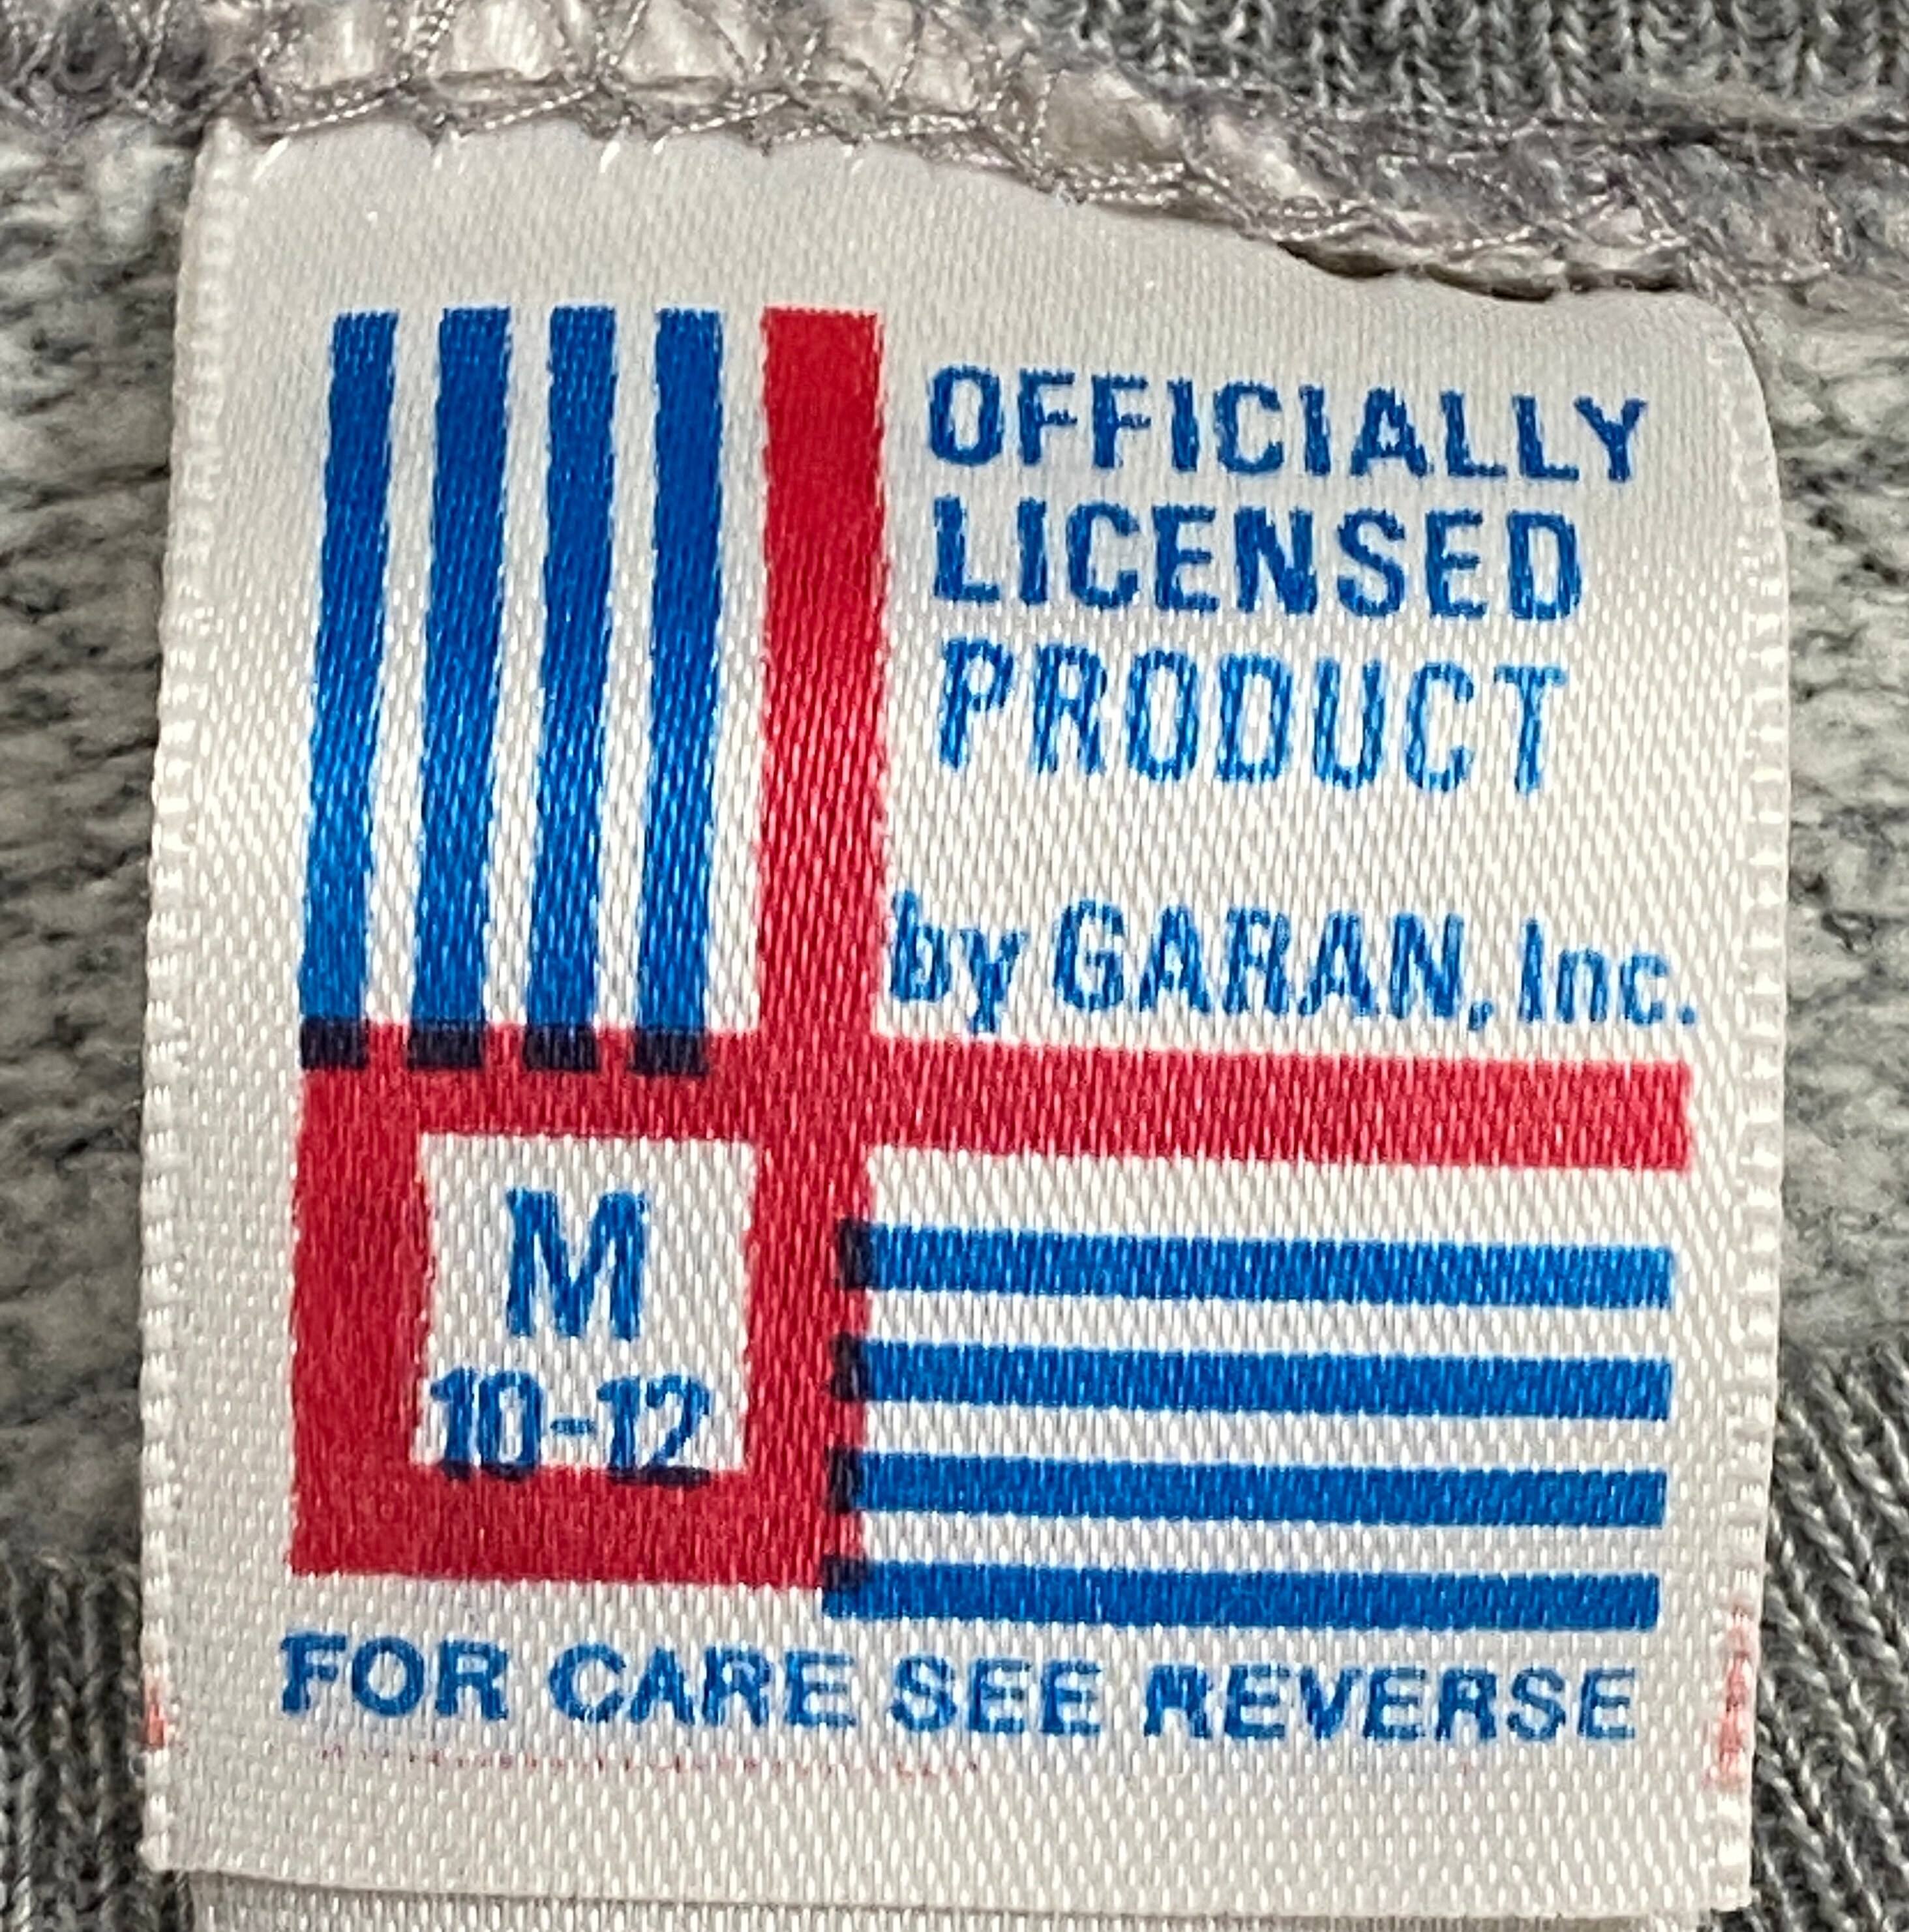 OFFICIALLY
LICENSED
PRODUCT
by GARAN, Inc.
M
10-12
FOR CARE SEE REVERSE